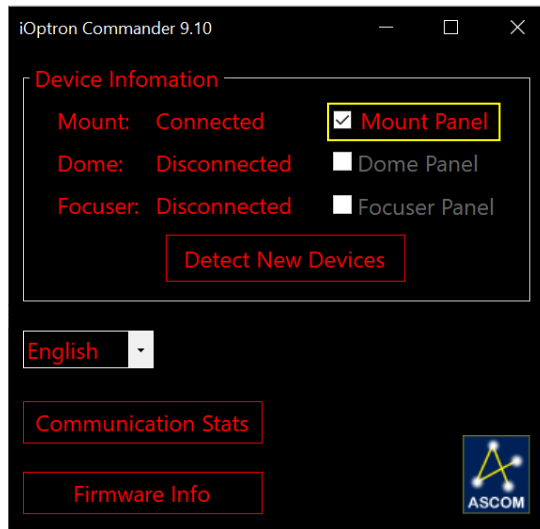 iOptron Commander 9.10
Device Infomation
Mount: Connected Mount Panel
Dome: Disconnected Dome Panel
Focuser: Disconnected Focuser Panel
Detect New Devices
English
Communication Stats
Firmware Info
ASCOM